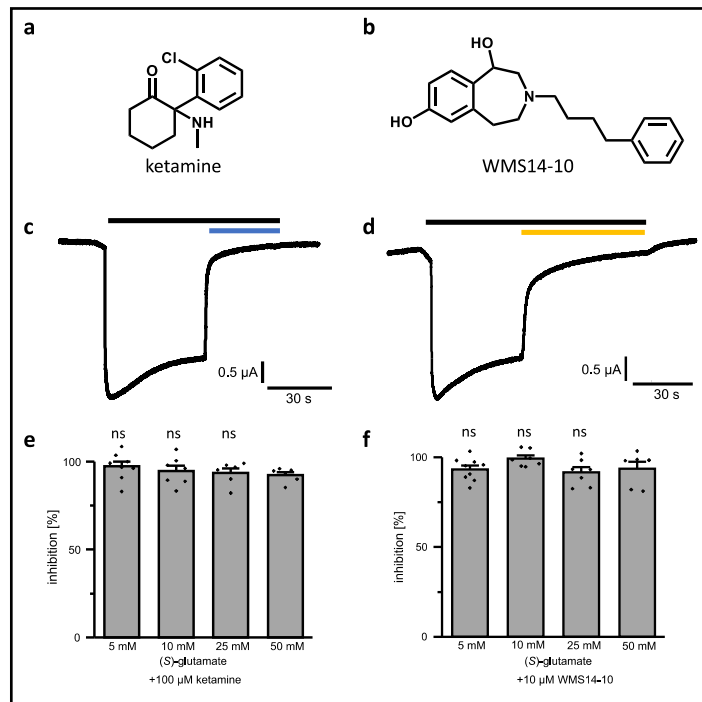 a
Cl
O
NH
ketamine
b
HO
N
HO
WMS14-10
c
0.5 µA
30 s
d
0.5 µA
30 s
e
ns ns ns
100
50
0
inhibition [%]
5 mM 10 mM 25 mM 50 mM
(S)-glutamate
+100 µM ketamine
f
ns ns ns
100
50
0
inhibition [%]
5 mM 10 mM 25 mM 50 mM
(S)-glutamate
+10 µM WMS14-10